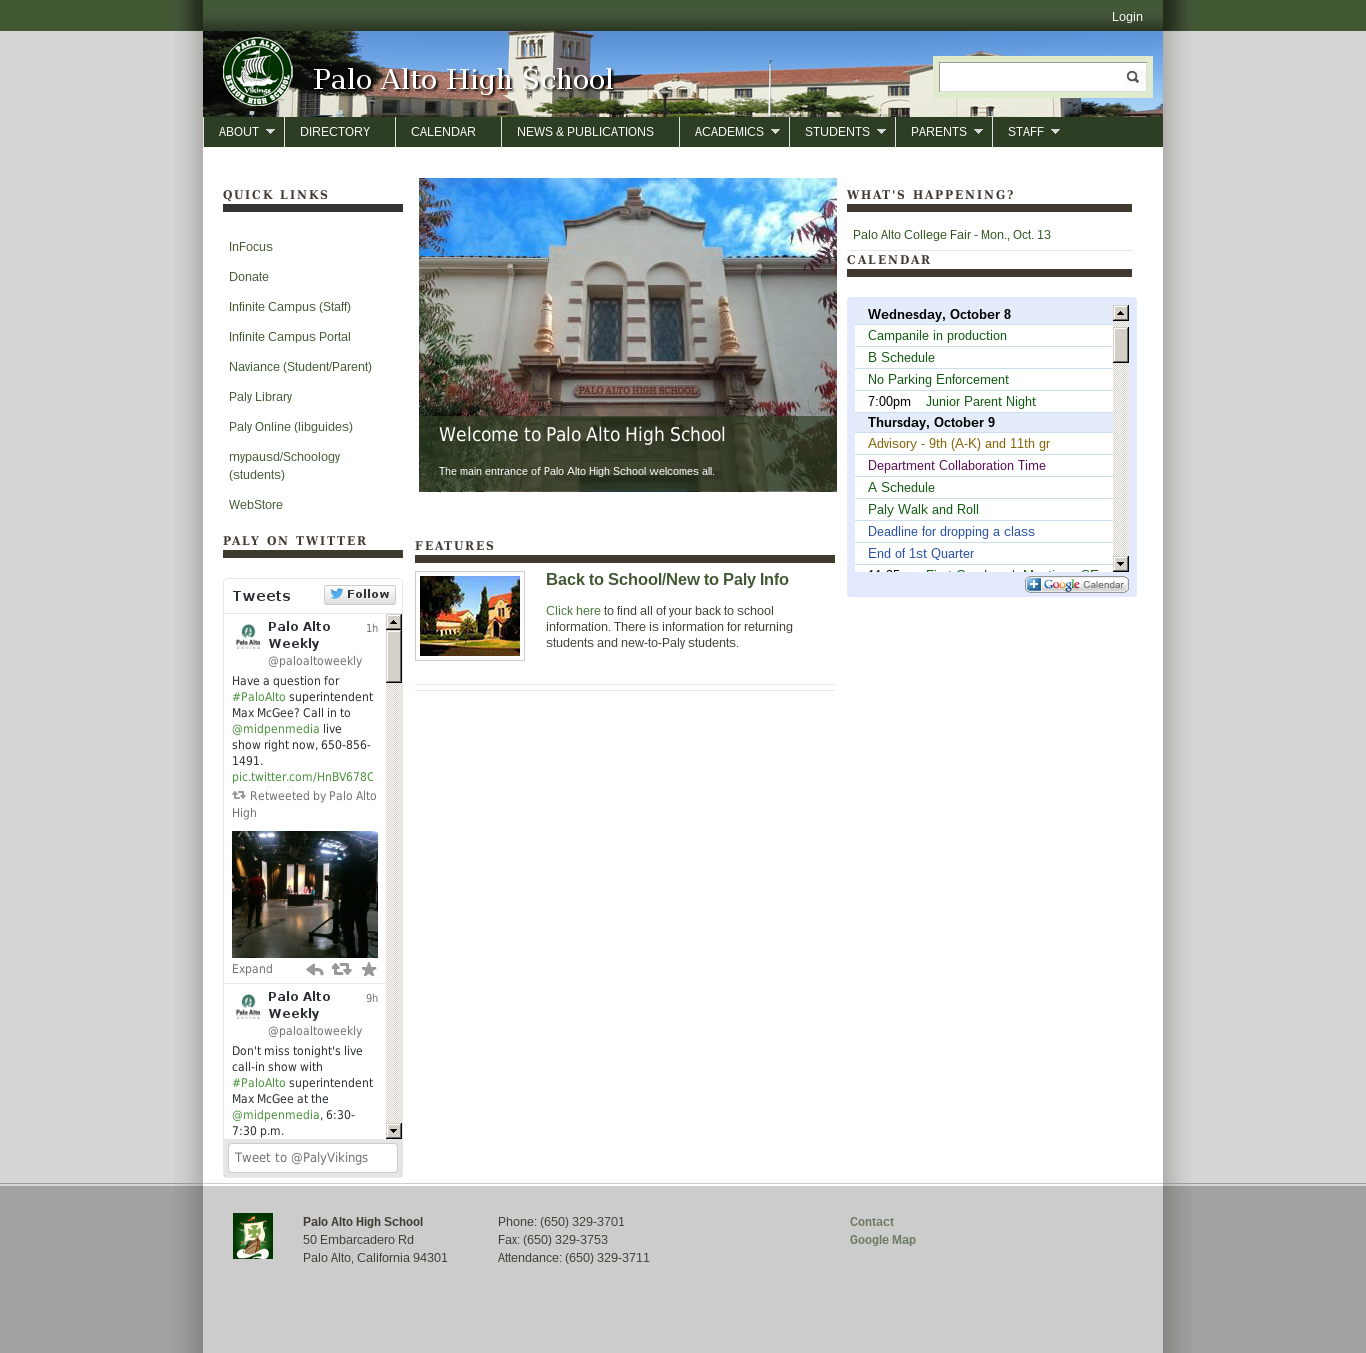 Login
PALO ALTO
Vikings
SENIOR HIGH SCHOOL
Palo Alto High School
ABOUT DIRECTORY CALENDAR NEWS & PUBLICATIONS ACADEMICS STUDENTS PARENTS STAFF
QUICK LINKS
InFocus
Donate
Infinite Campus (Staff)
Infinite Campus Portal
Naviance (Student/Parent)
Paly Library
Paly Online (libguides)
mypausd/Schoology
(students)
WebStore
PALY ON TWITTER
Tweets
Follow
Palo Alto
Weekly
1h
@paloaltoweekly
Have a question for
#PaloAlto superintendent
Max McGee? Call in to
@midpenmedia live
show right now, 650-856-
1491.
pic.twitter.com/HnBV678C
Retweeted by Palo Alto
High
Expand
Palo Alto
Weekly
9h
@paloaltoweekly
Don't miss tonight's live
call-in show with
#PaloAlto superintendent
Max McGee at the
@midpenmedia, 6:30-
7:30 p.m.
Tweet to @PalyVikings
PALO ALTO HIGH SCHOOL
Welcome to Palo Alto High School
The main entrance of Palo Alto High School welcomes all.
FEATURES
Back to School/New to Paly Info
Click here to find all of your back to school
information. There is information for returning
students and new-to-Paly students.
WHAT'S HAPPENING?
Palo Alto College Fair - Mon., Oct. 13
CALENDAR
Wednesday, October 8
Campanile in production
B Schedule
No Parking Enforcement
7:00pm Junior Parent Night
Thursday, October 9
Advisory - 9th (A-K) and 11th gr
Department Collaboration Time
A Schedule
Paly Walk and Roll
Deadline for dropping a class
End of 1st Quarter
Google Calendar
Palo Alto High School
50 Embarcadero Rd
Palo Alto, California 94301
Phone: (650) 329-3701
Fax: (650) 329-3753
Attendance: (650) 329-3711
Contact
Google Map